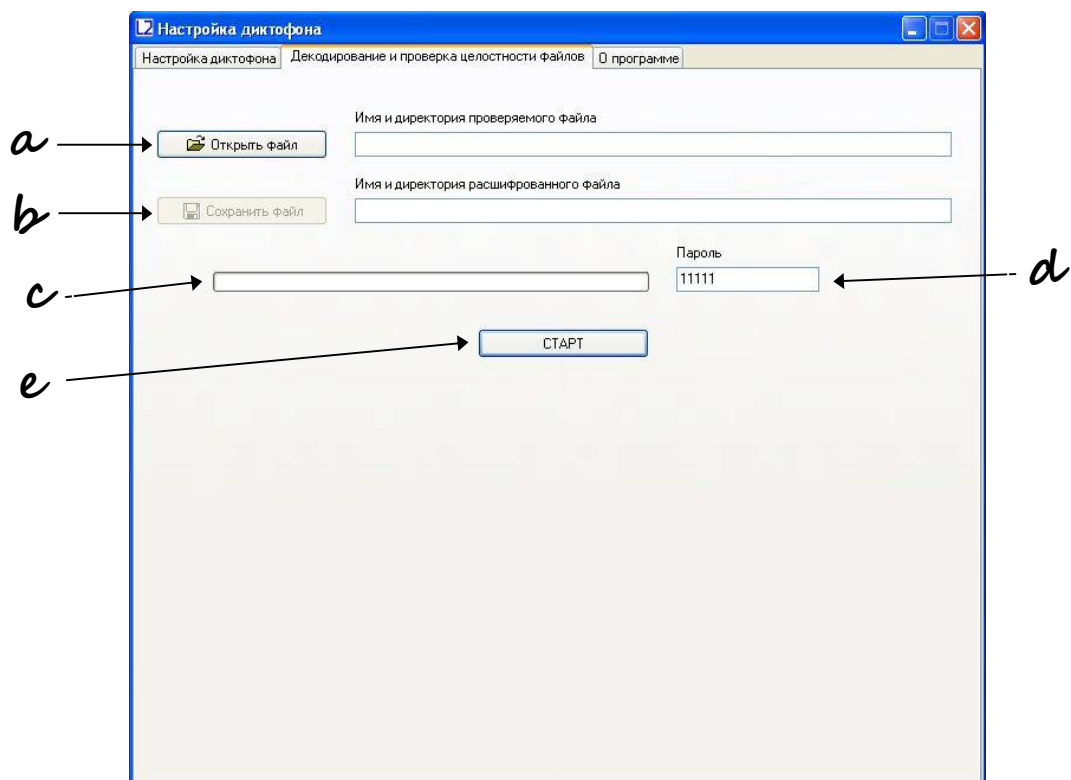 Настройка диктофона
Настройка диктофона Декодирование и проверка целостности файлов О программе
Имя и директория проверяемого файла
a Открыть файл
Имя и директория расшифрованного файла
b Сохранить файл
Пароль
c 11111 d
e СТАРТ